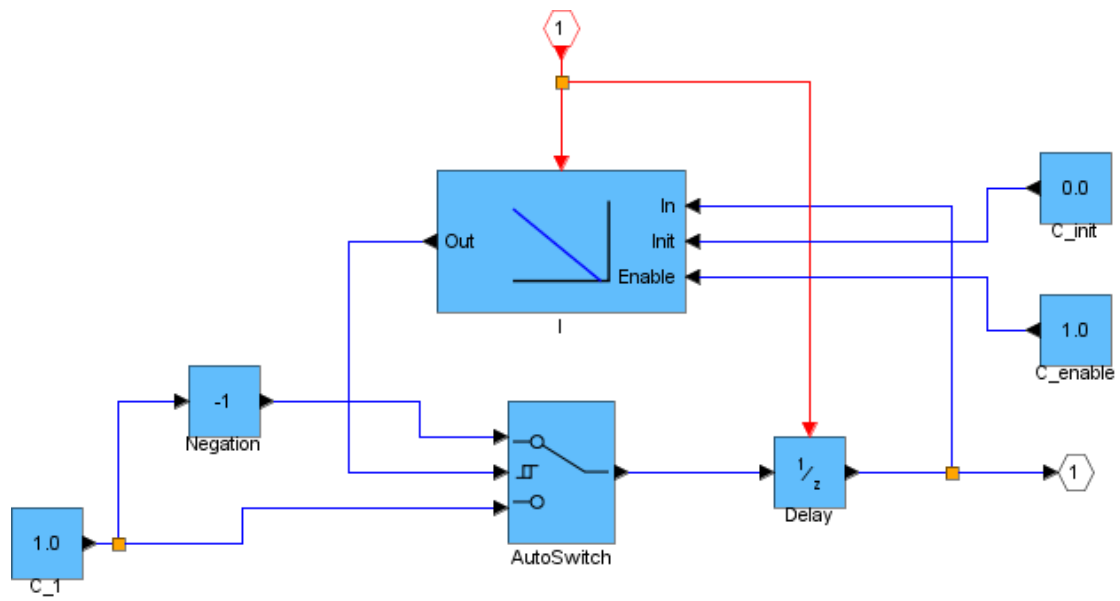 1
In
Out
Init
Enable
I
0.0
C_init
1.0
C_enable
-1
Negation
1/z
Delay
1
AutoSwitch
1.0
C_1